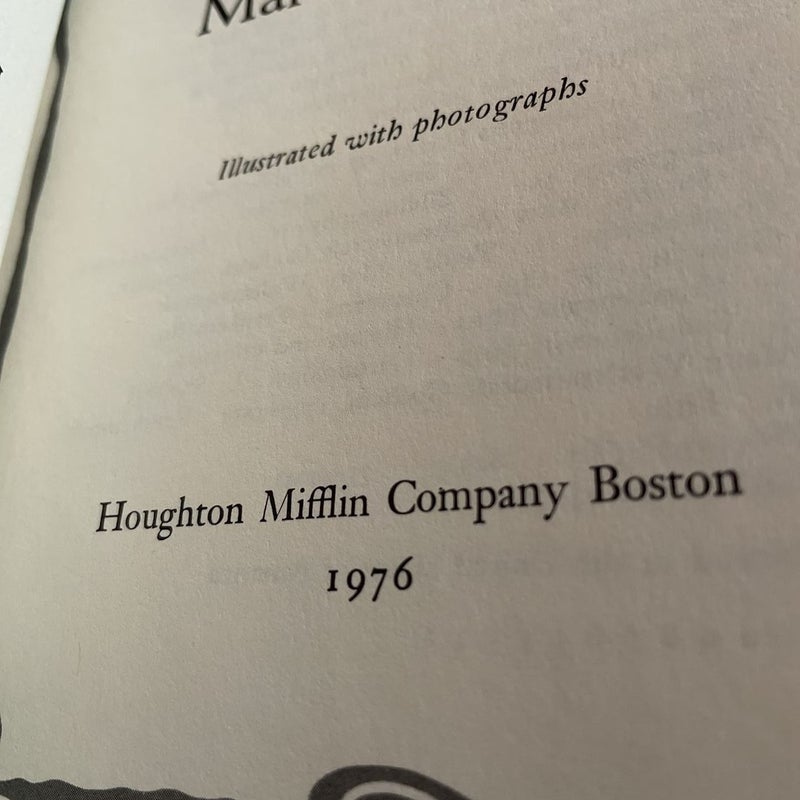 Illustrated with photographs
Houghton Mifflin Company Boston
1976